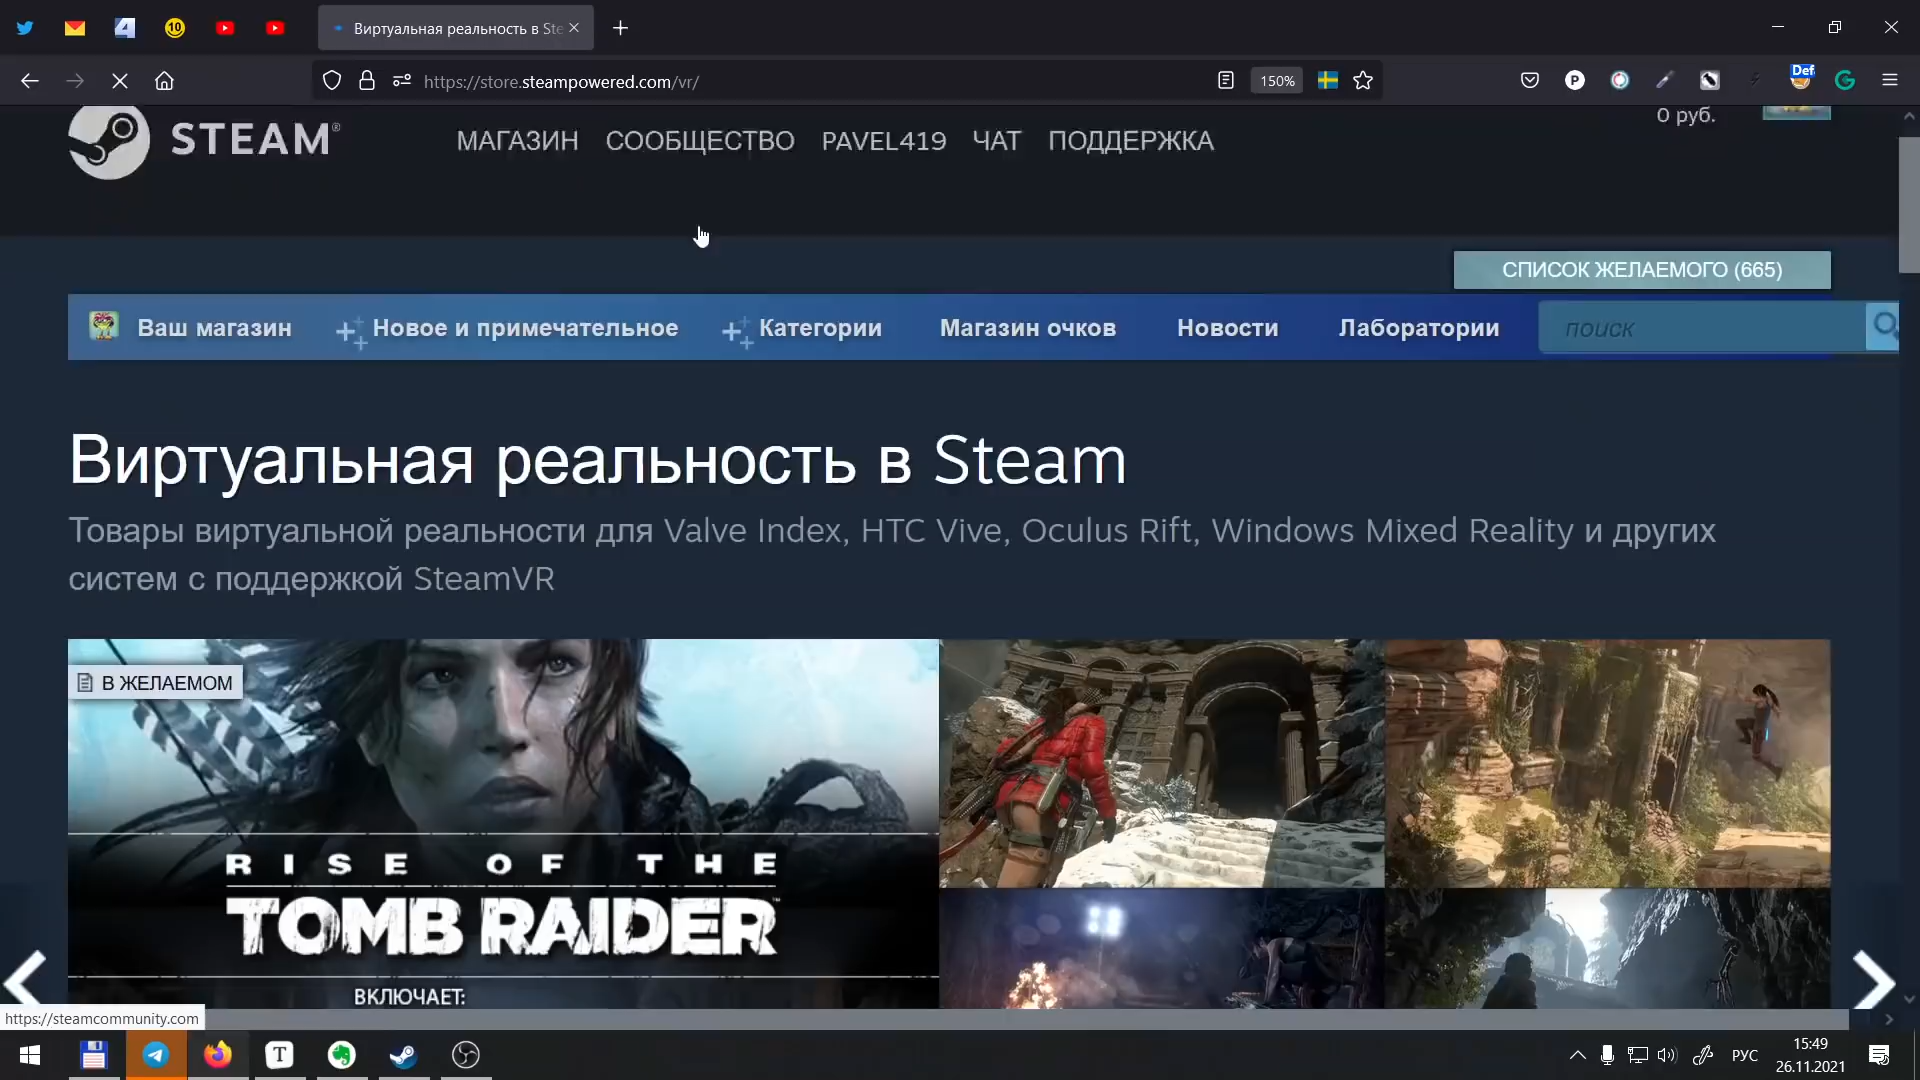 10
Виртуальная реальность в Ste
https://store.steampowered.com/vr/
150%
P
Def
0 руб.
STEAM®
МАГАЗИН СООБЩЕСТВО PAVEL419 ЧАТ ПОДДЕРЖКА
СПИСОК ЖЕЛАЕМОГО (665)
Ваш магазин Новое и примечательное Категории Магазин очков Новости Лаборатории поиск
Виртуальная реальность в Steam
Товары виртуальной реальности для Valve Index, HTC Vive, Oculus Rift, Windows Mixed Reality и других
систем с поддержкой SteamVR
В ЖЕЛАЕМОМ
RISE OF THE
TOMB RAIDER™
ВКЛЮЧАЕТ:
https://steamcommunity.com
T
РУС
15:49
26.11.2021